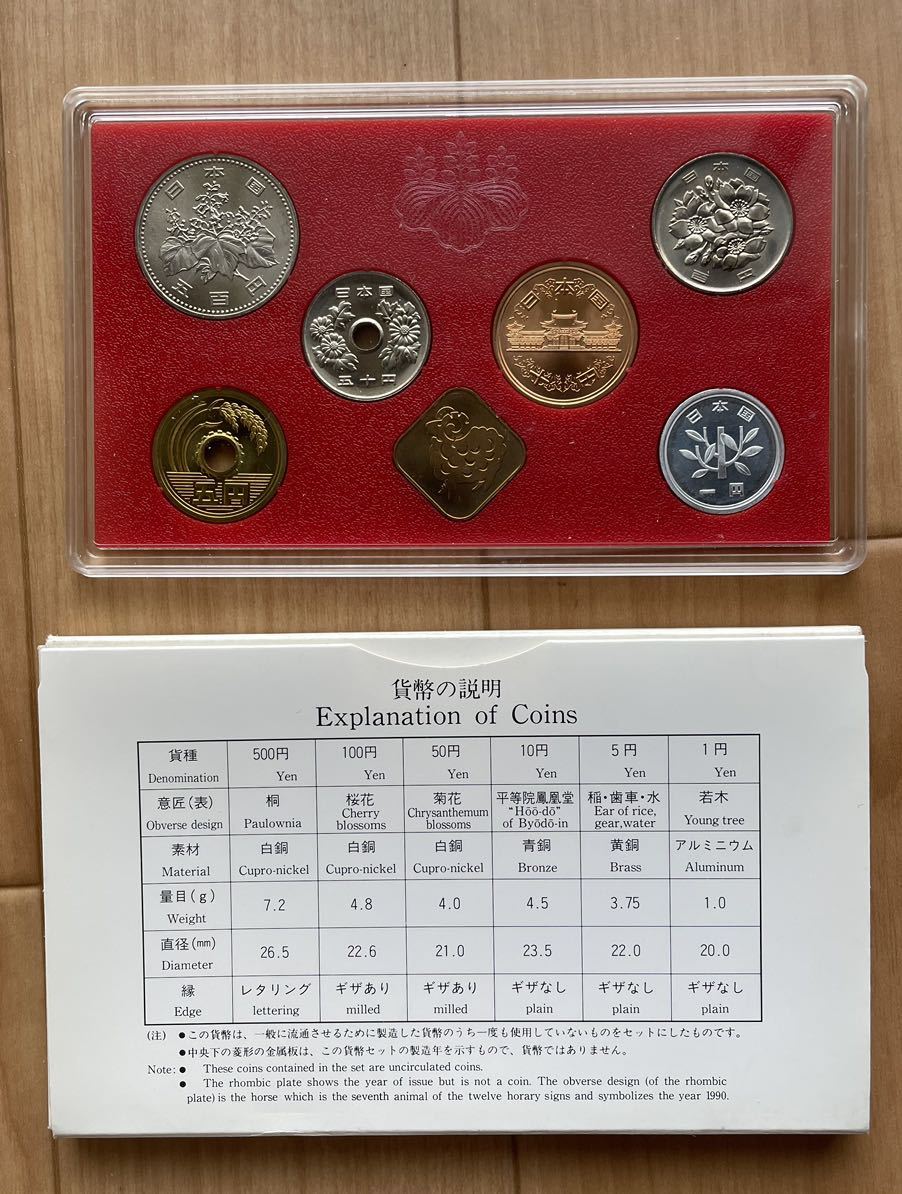 日本国
五百円
日本国
百円
日本国
五十円
日本国
五円
日本国
一円
貨幣の説明
Explanation of Coins
貨種 500円 100円 50円 10円 5円 1円
Denomination Yen Yen Yen Yen Yen Yen
意匠(表) 桐 桜花 菊花 平等院鳳凰堂 稲・歯車・水 若木
Obverse design Paulownia Cherry blossoms Chrysanthemum blossoms "Hōō-dō" of Byōdō-in Ear of rice, gear,water Young tree
素材 白銅 白銅 白銅 青銅 黄銅 アルミニウム
Material Cupro-nickel Cupro-nickel Cupro-nickel Bronze Brass Aluminum
量目(g) 7.2 4.8 4.0 4.5 3.75 1.0
Weight
直径(mm) 26.5 22.6 21.0 23.5 22.0 20.0
Diameter
縁 レタリング ギザあり ギザあり ギザなし ギザなし ギザなし
Edge lettering milled milled plain plain plain
(注) ●この貨幣は、一般に流通させるために製造した貨幣のうち一度も使用していないものをセットにしたものです。
●中央下の菱形の金属板は、この貨幣セットの製造年を示すもので、貨幣ではありません。
Note:● These coins contained in the set are uncirculated coins.
● The rhombic plate shows the year of issue but is not a coin. The obverse design (of the rhombic
plate) is the horse which is the seventh animal of the twelve horary signs and symbolizes the year 1990.